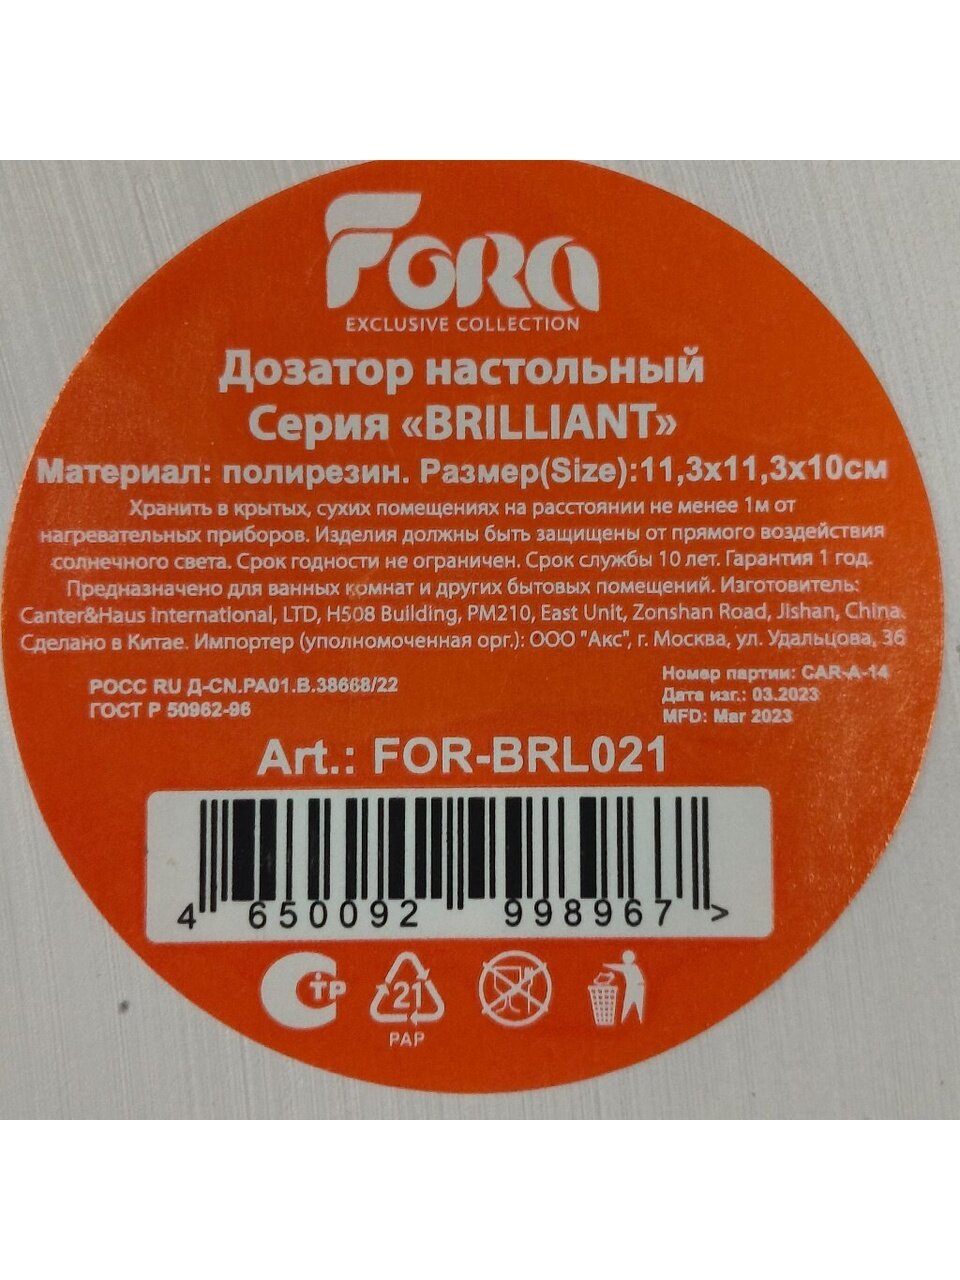 FORA
EXCLUSIVE COLLECTION
Дозатор настольный
Серия «BRILLIANT»
Материал: полирезин. Размер(Size):11,3х11,3х10см
Хранить в крытых, сухих помещениях на расстоянии не менее 1м от
нагревательных приборов. Изделия должны быть защищены от прямого воздействия
солнечного света. Срок годности не ограничен. Срок службы 10 лет. Гарантия 1 год.
Предназначено для ванных комнат и других бытовых помещений. Изготовитель:
Canter&Haus International, LTD, H508 Building, PM210, East Unit, Zonshan Road, Jishan, China.
Сделано в Китае. Импортер (уполномоченная орг.): ООО "Акс", г. Москва, ул. Удальцова, 36
РОСС RU Д-CN.РА01.В.38668/22
ГОСТ Р 50962-96
Номер партии: CAR-A-14
Дата изг.: 03.2023
MFD: Mar 2023
Art.: FOR-BRL021
4 650092 998967 >
СТР
21
PAP